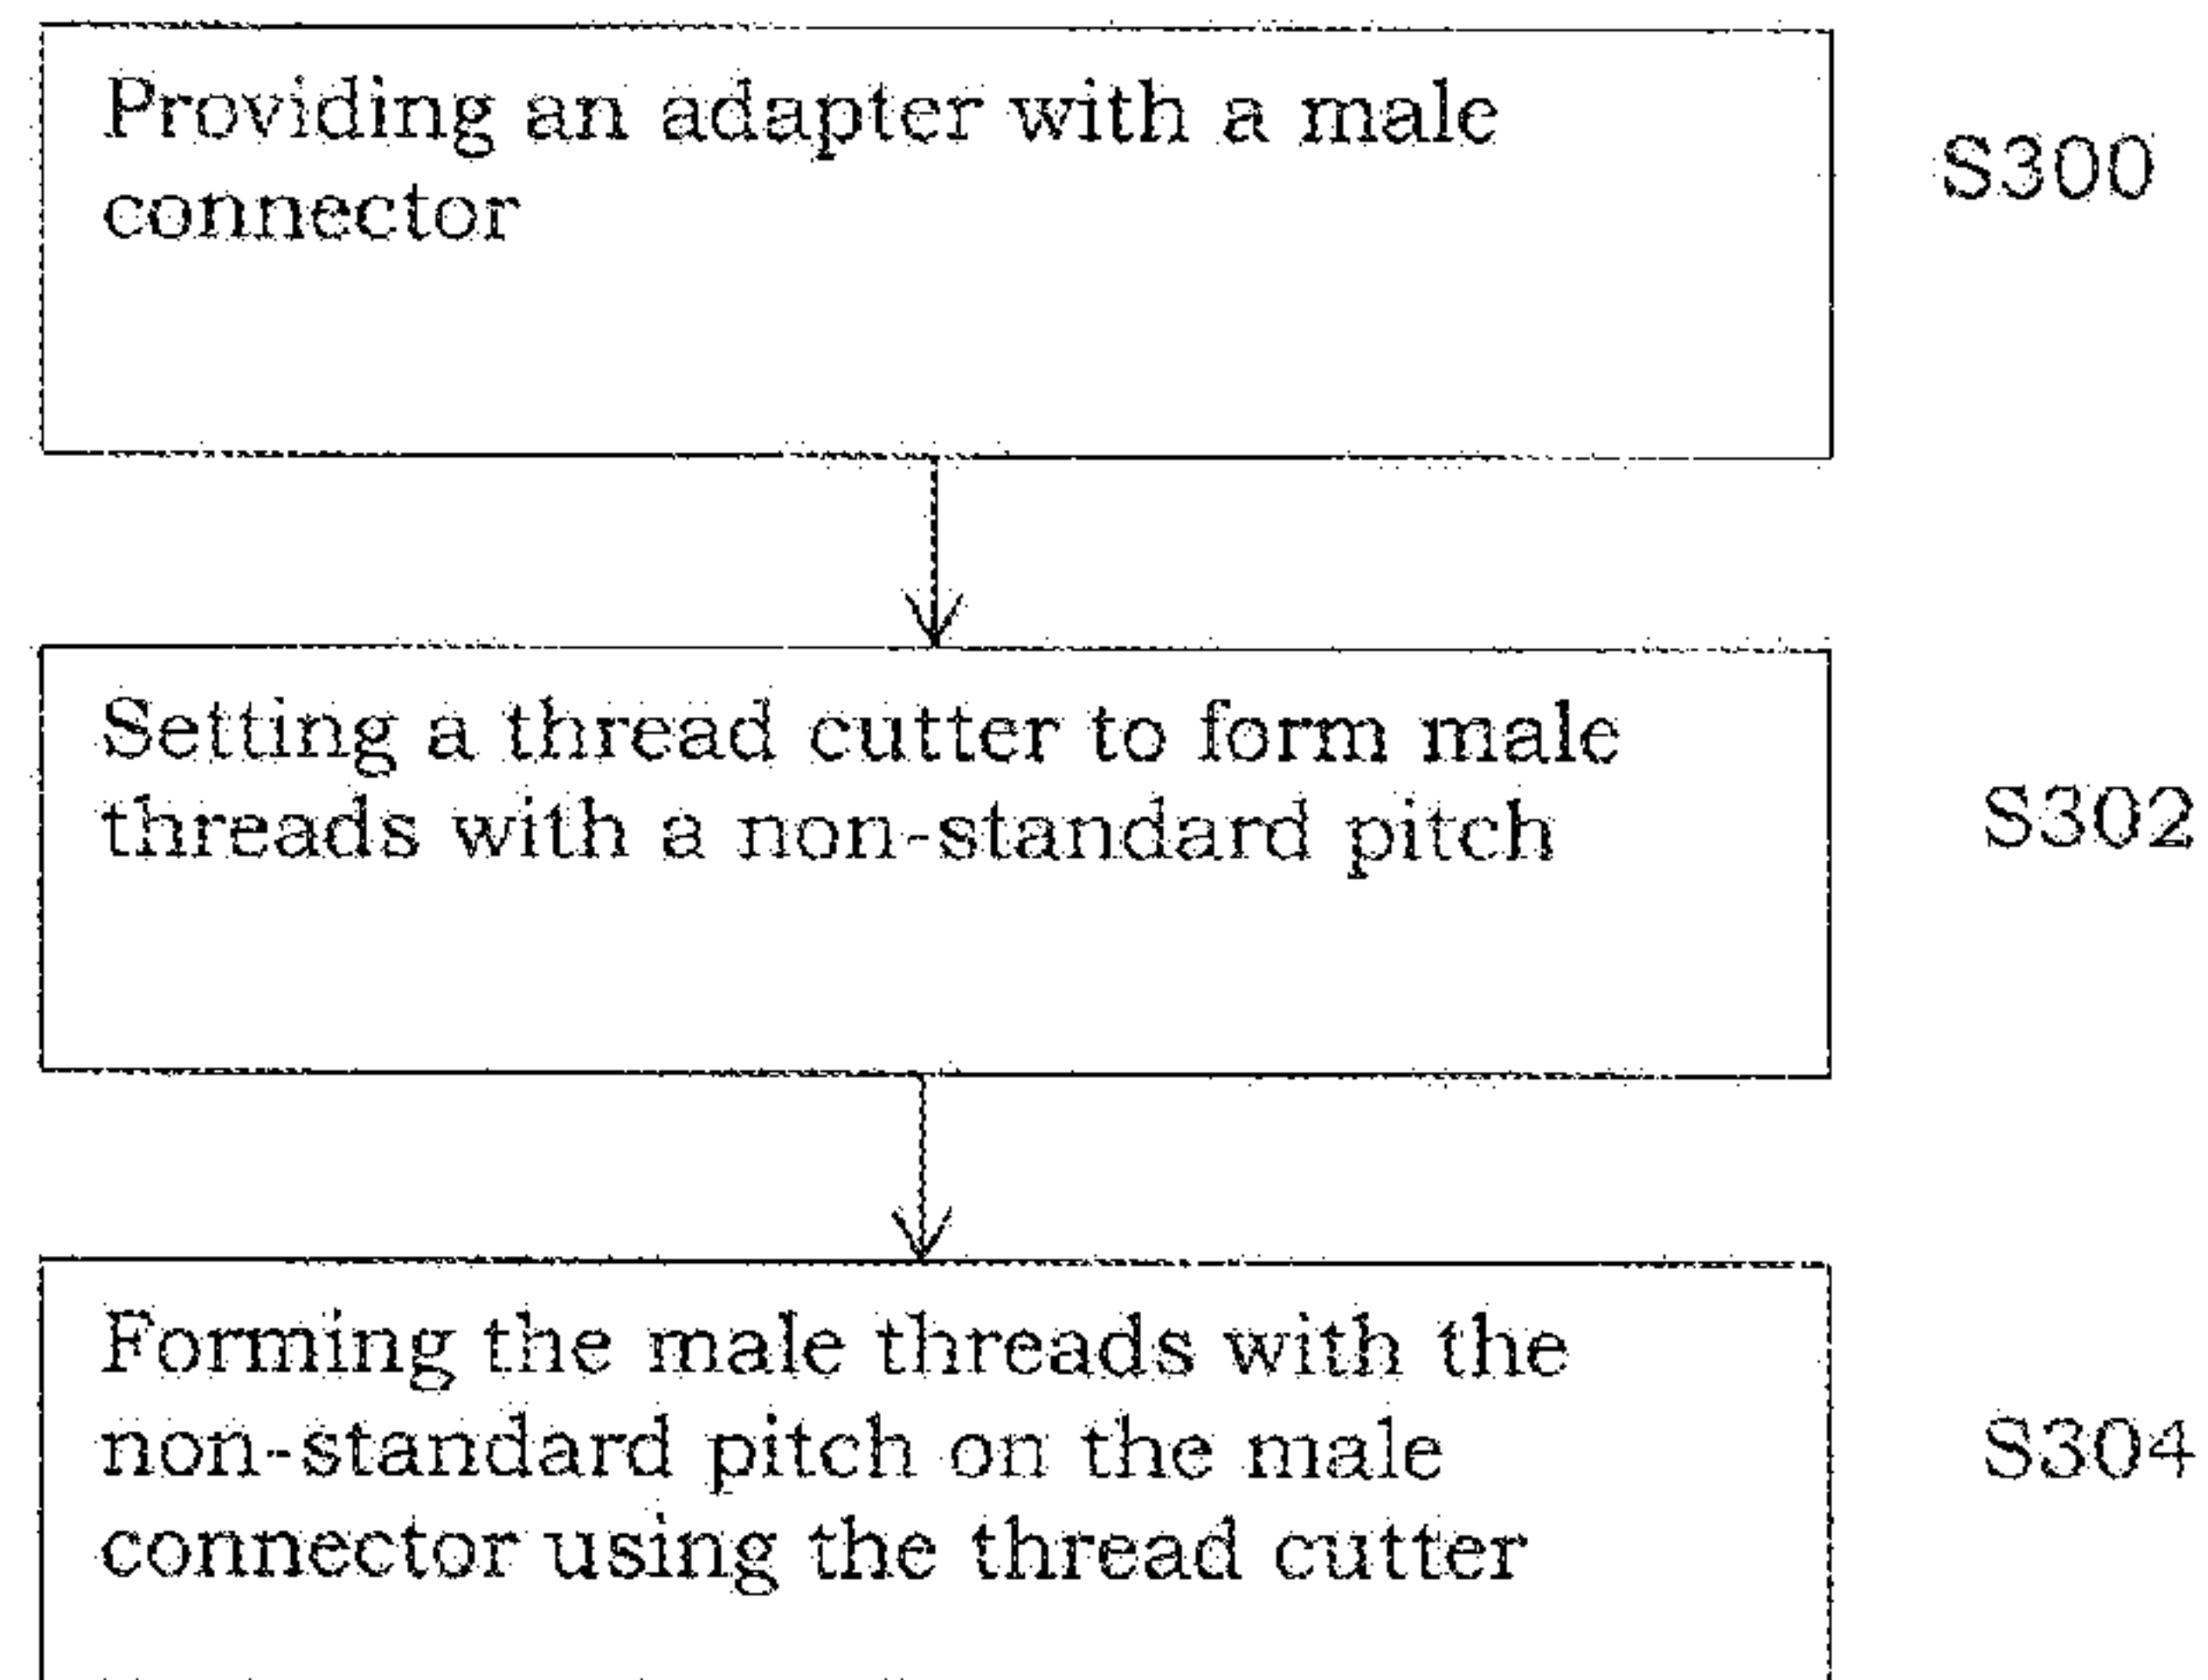 Providing an adapter with a male
connector
S300
Setting a thread cutter to form male
threads with a non-standard pitch
S302
Forming the male threads with the
non-standard pitch on the male
connector using the thread cutter
S304